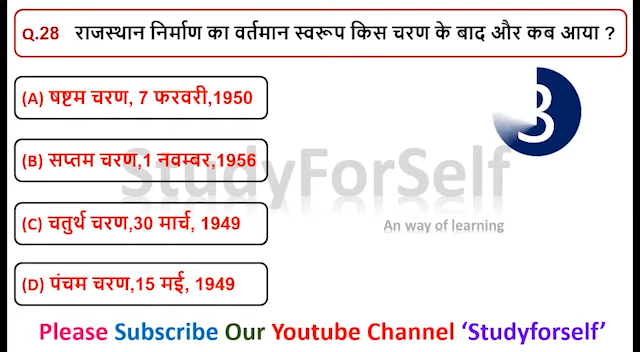 Q.28 राजस्थान निर्माण का वर्तमान स्वरूप किस चरण के बाद और कब आया ?
(A) षष्टम चरण, 7 फरवरी,1950
3
(B) सप्तम चरण,1 नवम्बर,1956
StudyForSelf
(C) चतुर्थ चरण,30 मार्च, 1949
An way of learning
(D) पंचम चरण,15 मई, 1949
Please Subscribe Our Youtube Channel ‘Studyforself’